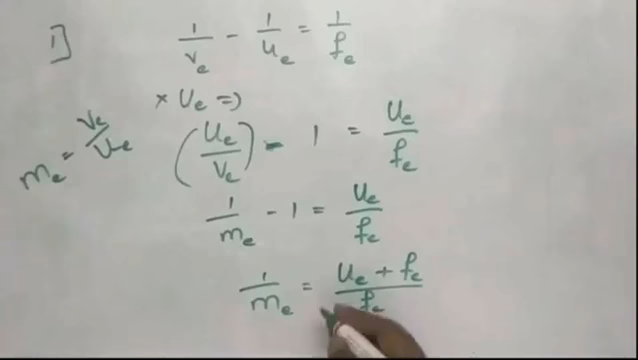 1] 1/v_e - 1/u_e = 1/f_e
× u_e ⇒
m_e = v_e/u_e
(u_e/v_e) - 1 = u_e/f_e
1/m_e - 1 = u_e/f_e
1/m_e = u_e + f_e/f_e